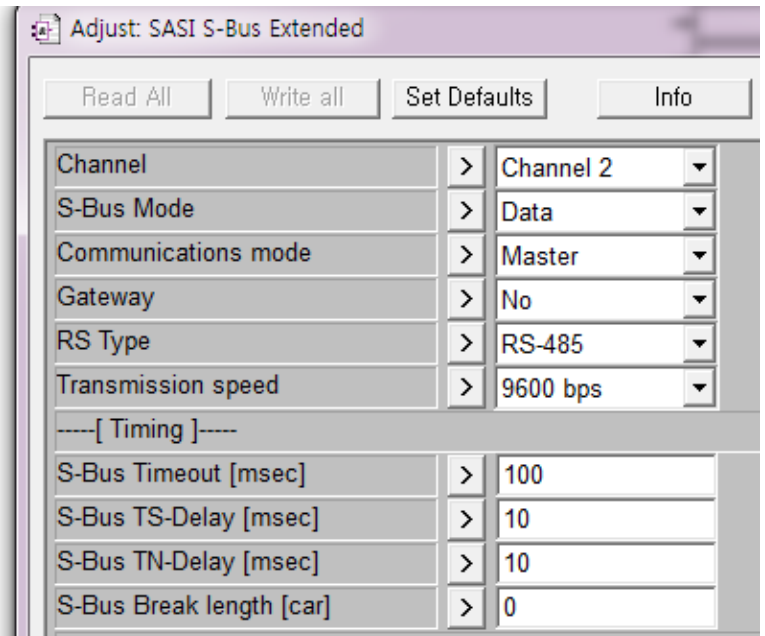 Adjust: SASI S-Bus Extended
Read All Write all Set Defaults Info
Channel > Channel 2
S-Bus Mode > Data
Communications mode > Master
Gateway > No
RS Type > RS-485
Transmission speed > 9600 bps
-----[ Timing ]-----
S-Bus Timeout [msec] > 100
S-Bus TS-Delay [msec] > 10
S-Bus TN-Delay [msec] > 10
S-Bus Break length [car] > 0